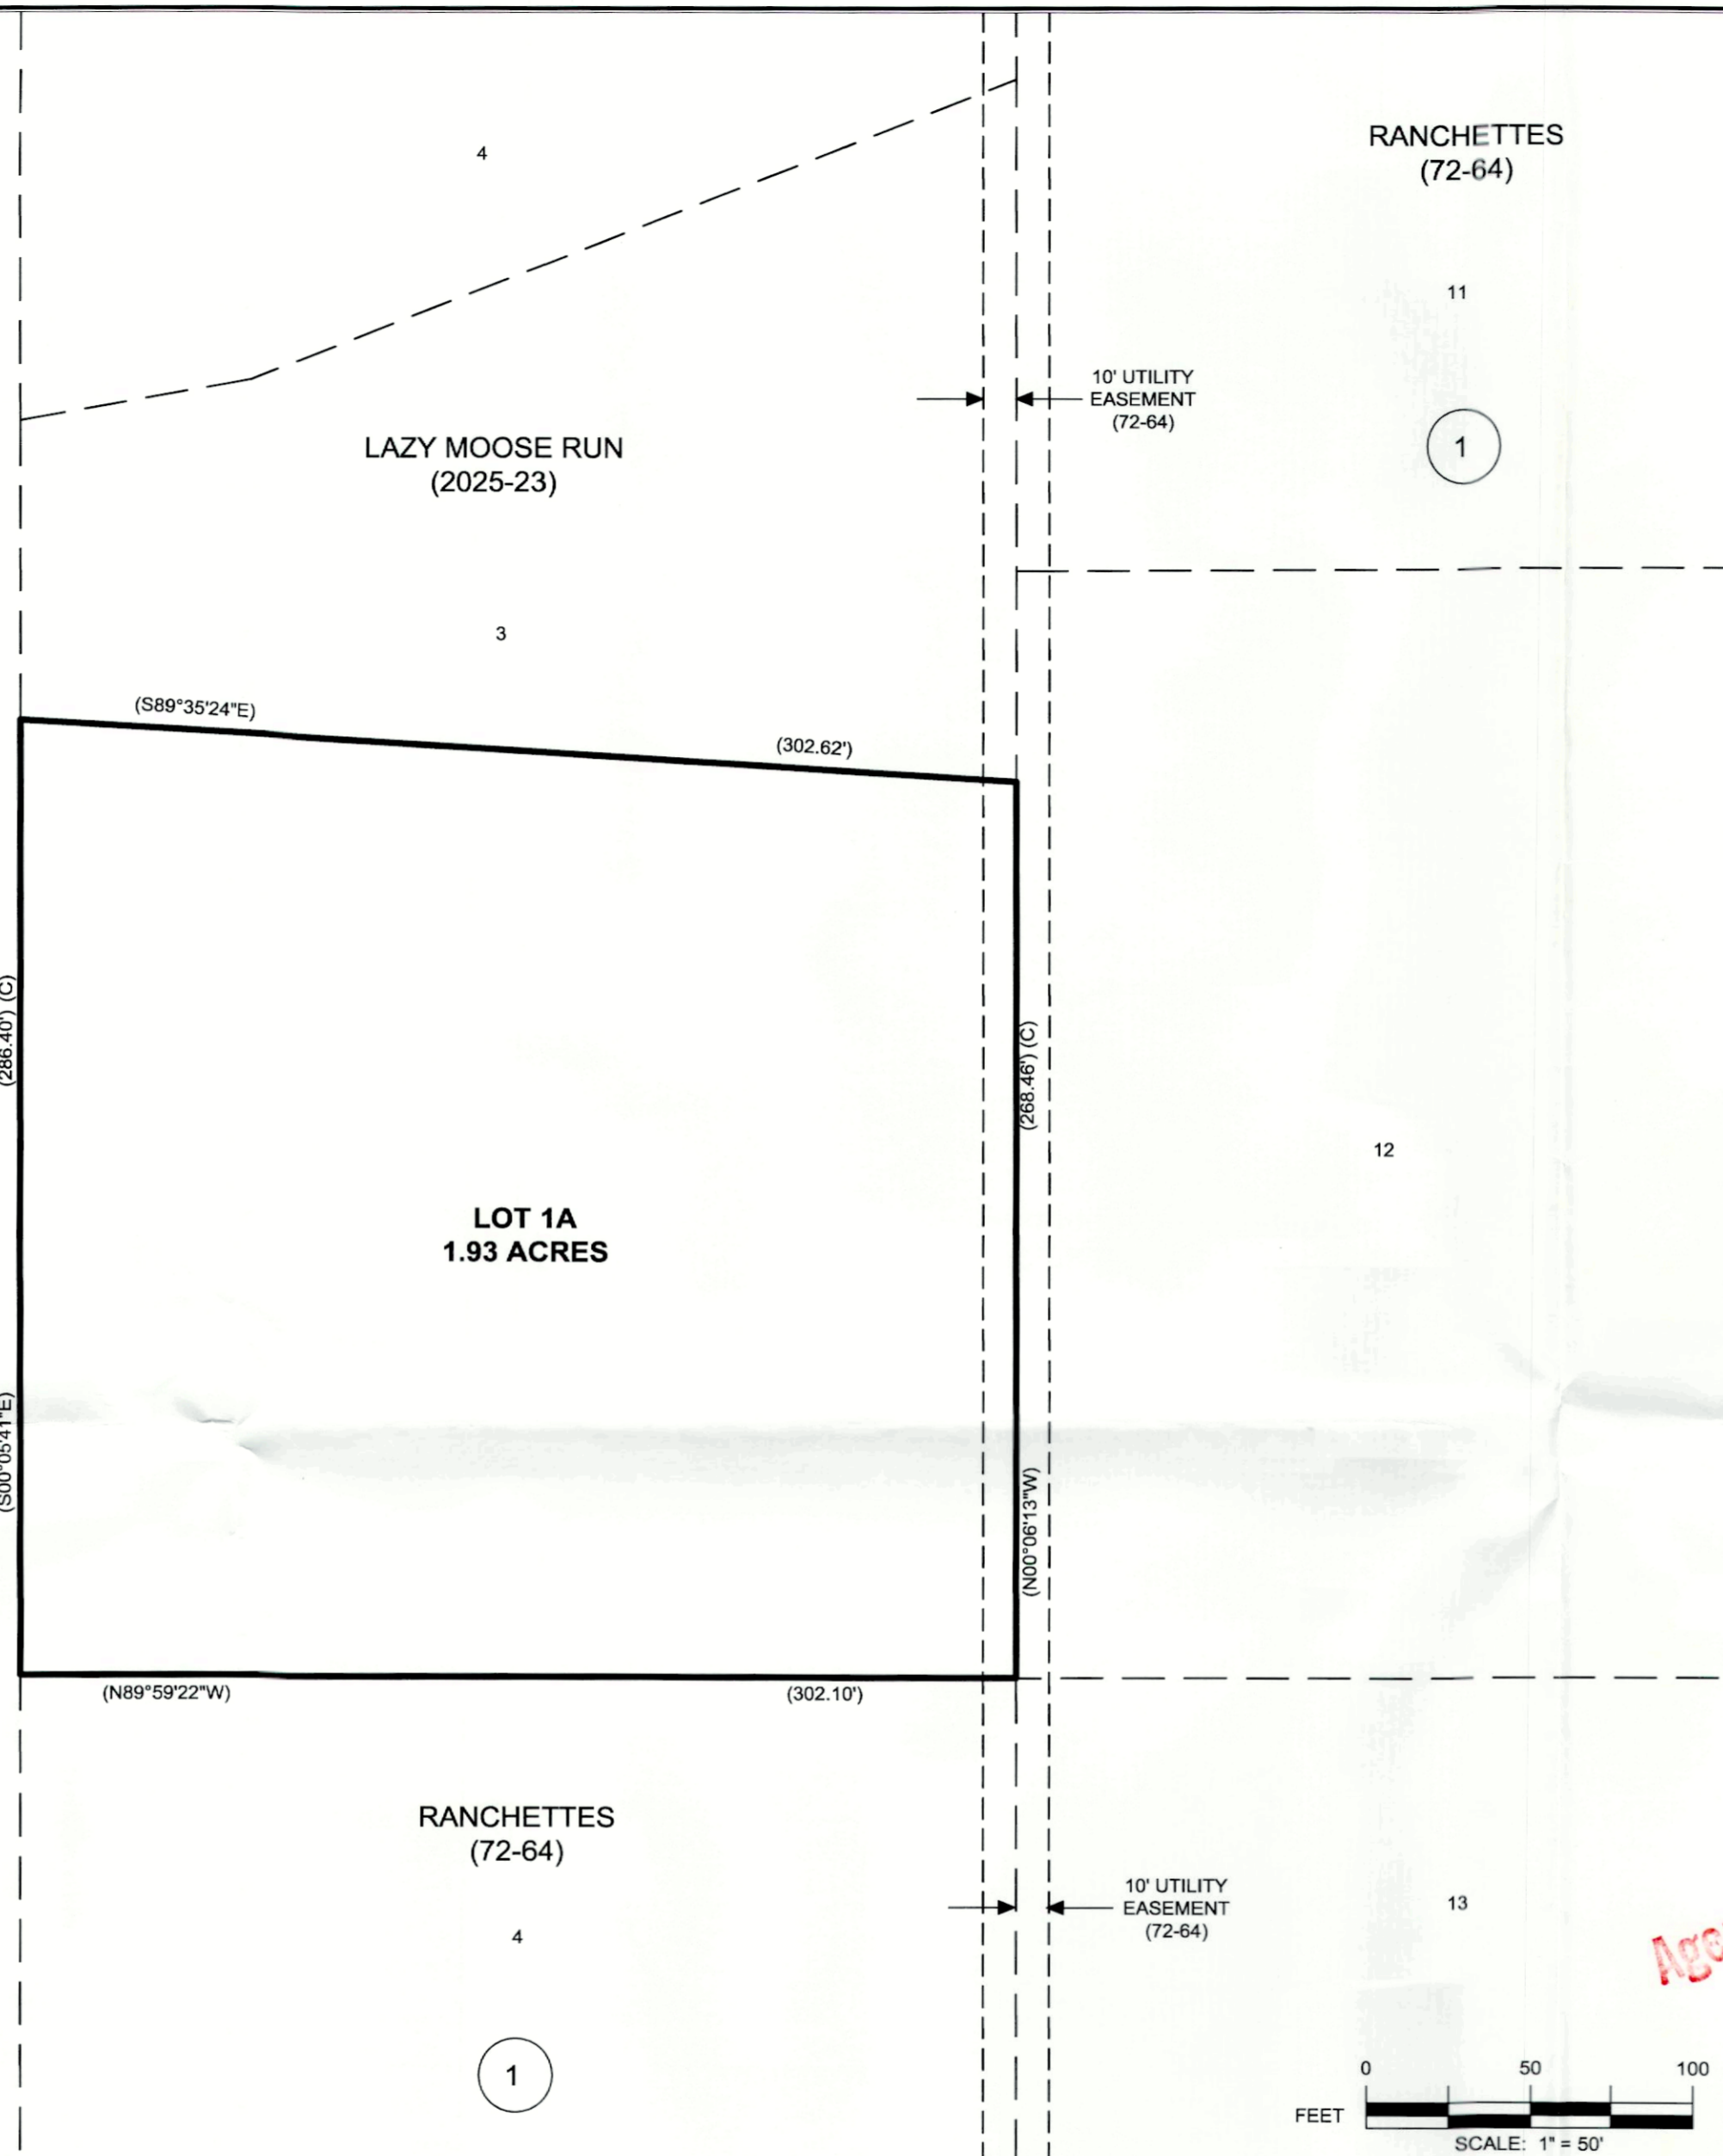 4
RANCHETTES
(72-64)
11
10' UTILITY
EASEMENT
(72-64)
1
LAZY MOOSE RUN
(2025-23)
3
(S89°35'24"E)
(302.62')
(286.40') (C)
(268.46') (C)
12
LOT 1A
1.93 ACRES
(S00°05'41"E)
(N00°06'13"W)
(N89°59'22"W)
(302.10')
RANCHETTES
(72-64)
10' UTILITY
EASEMENT
(72-64)
13
4
1
0 50 100
FEET
SCALE: 1" = 50'